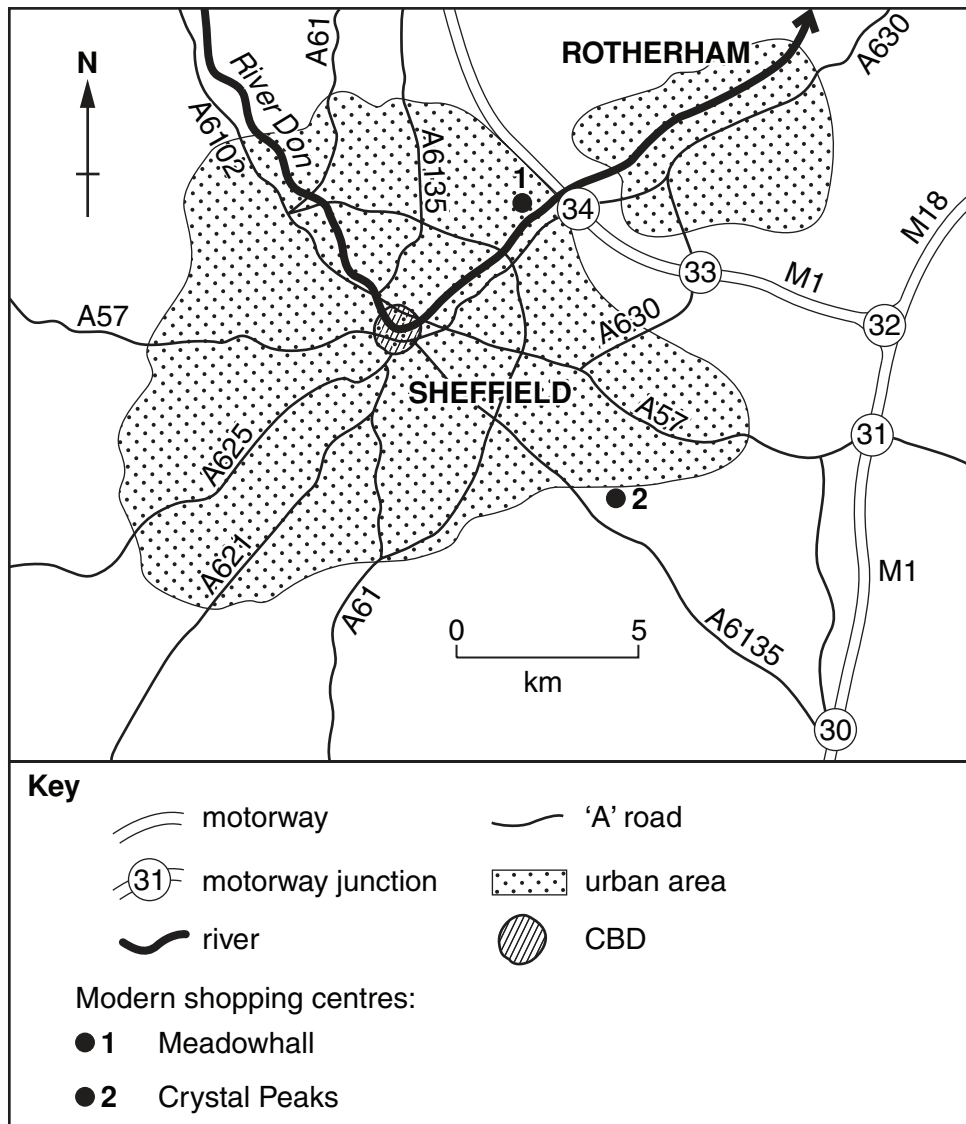 N
A61
ROTHERHAM
A630
River Don
A6102
A6135
1
34
M18
33
M1
32
A57
A630
SHEFFIELD
A57
31
A625
2
A621
A61
M1
0 5
km
A6135
30
Key
motorway
'A' road
31 motorway junction
urban area
river
CBD
Modern shopping centres:
1 Meadowhall
2 Crystal Peaks